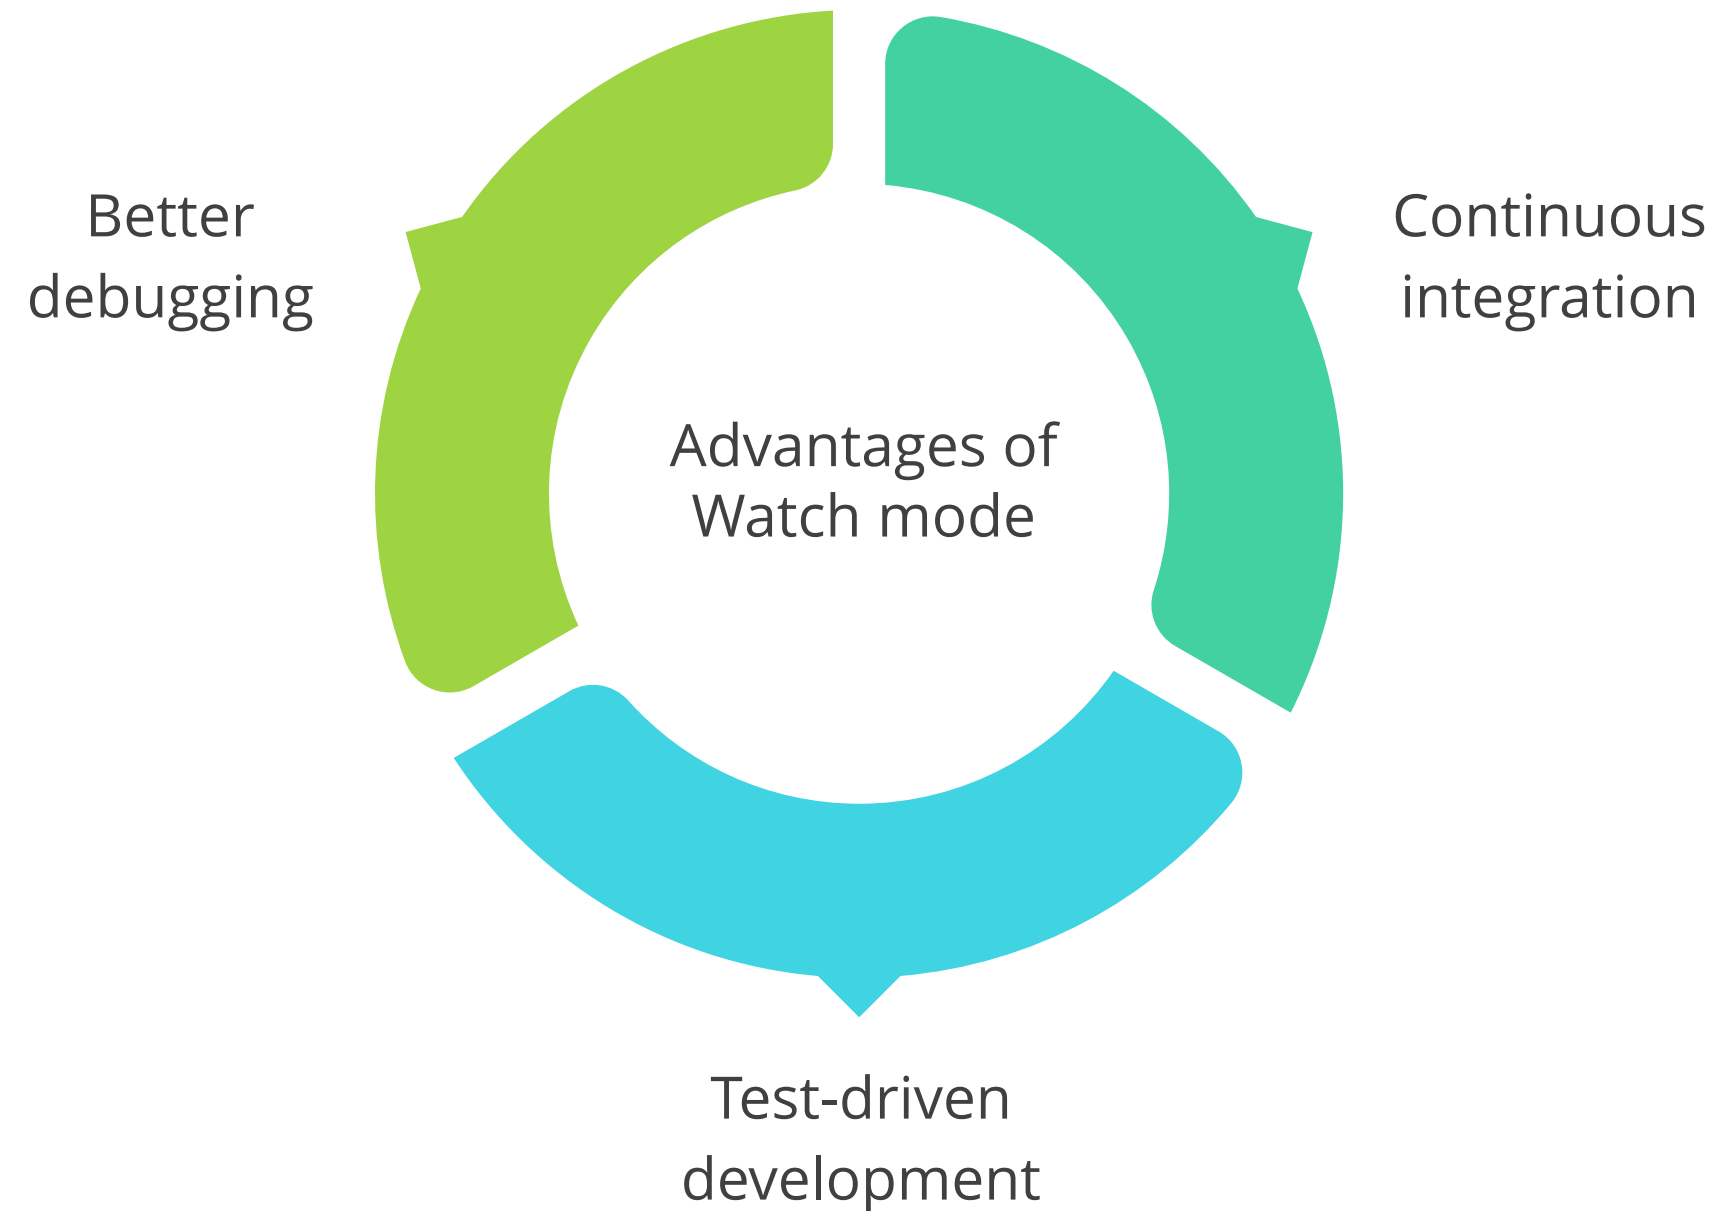 Better
debugging
Continuous
integration
Advantages of
Watch mode
Test-driven
development